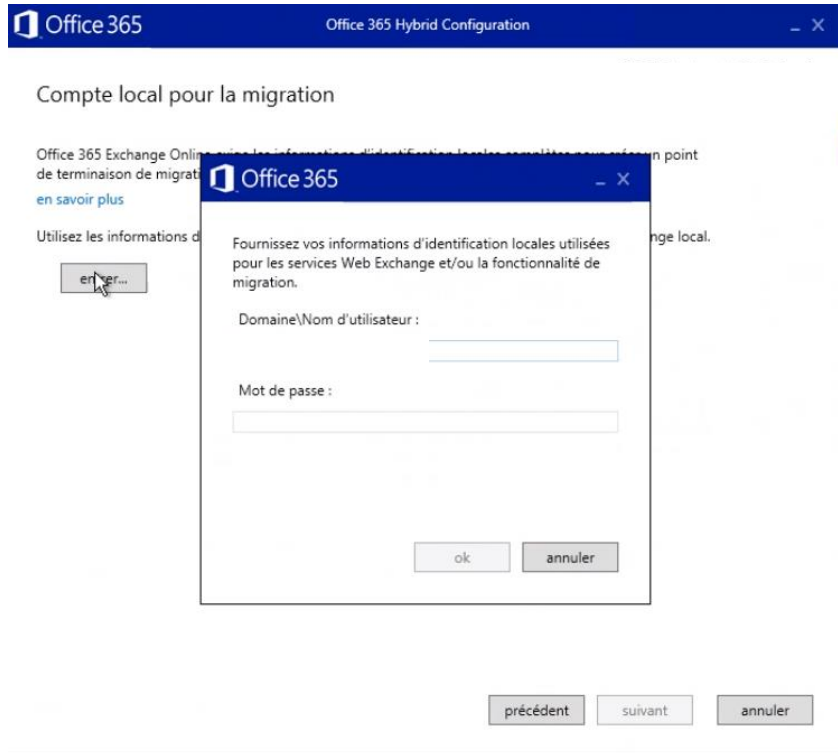 Office 365
Office 365 Hybrid Configuration
Compte local pour la migration
Office 365 Exchange Online n point
de terminaison de migrati
en savoir plus
Utilisez les informations d nge local.
Office 365
Fournissez vos informations d'identification locales utilisées
pour les services Web Exchange et/ou la fonctionnalité de
migration.
Domaine\Nom d'utilisateur :
Mot de passe :
ok annuler
précédent suivant annuler